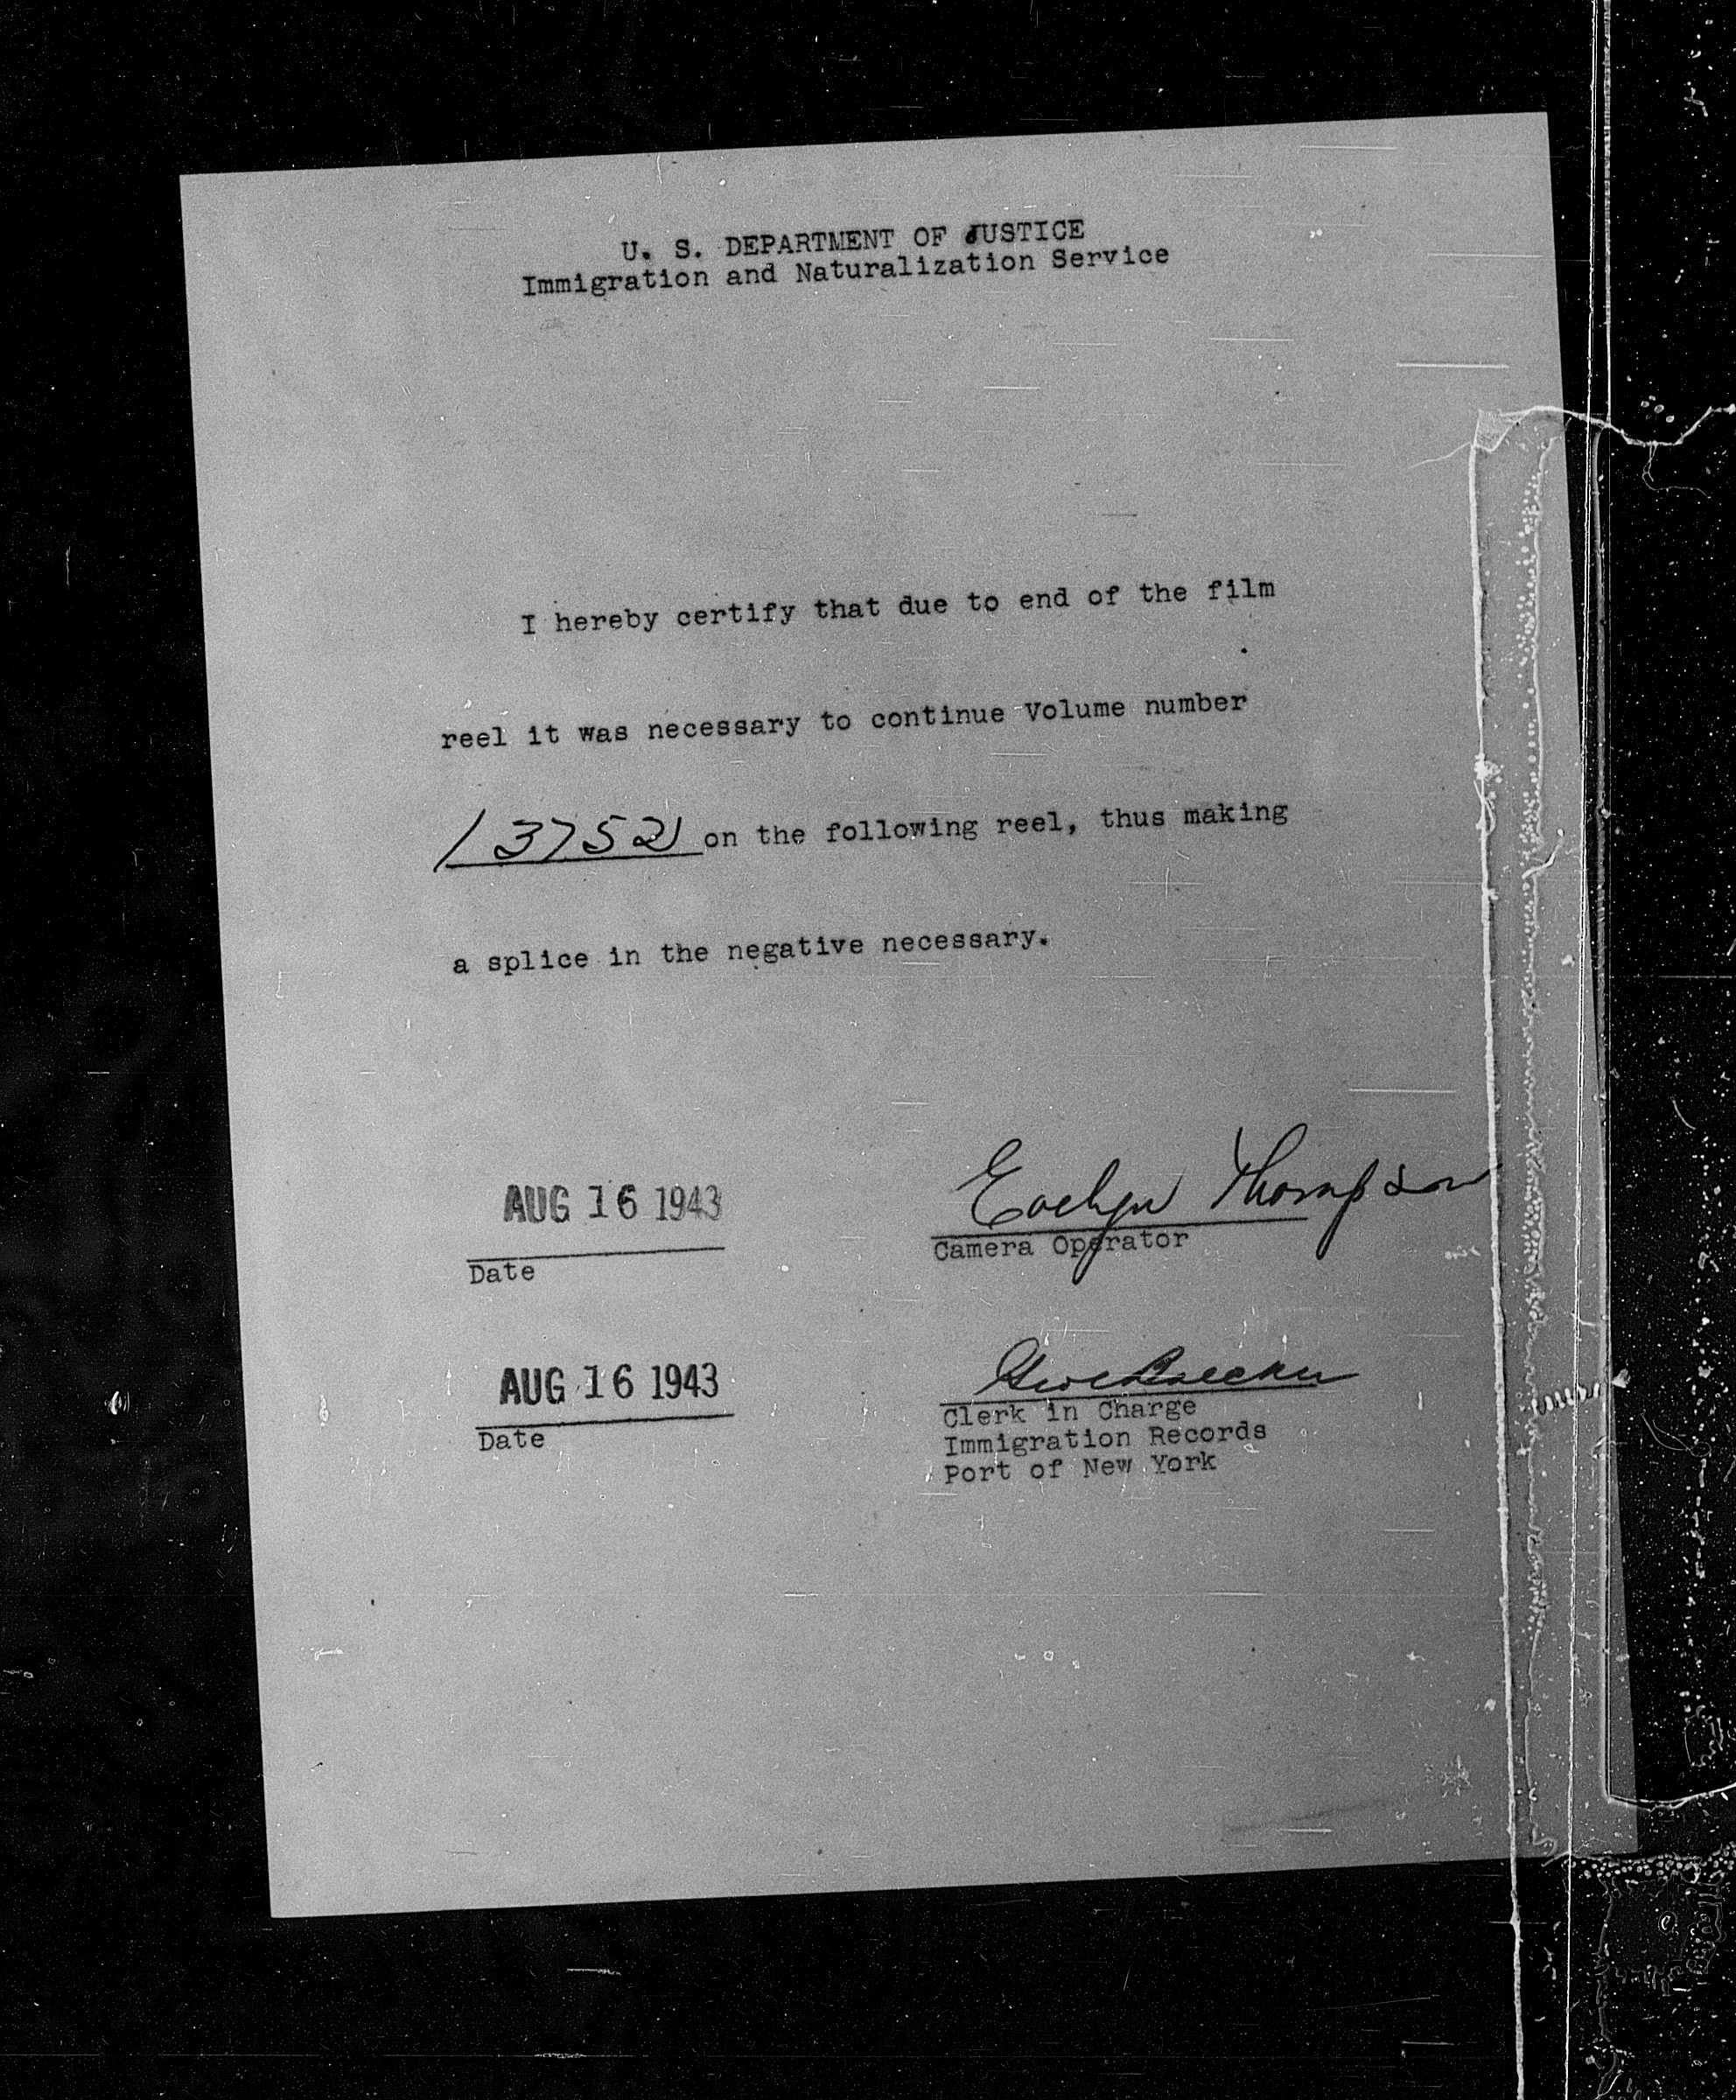 U. S. DEPARTMENT OF JUSTICE
Immigration and Naturalization Service
I hereby certify that due to end of the film
reel it was necessary to continue Volume number
13752 on the following reel, thus making
a splice in the negative necessary.
AUG 16 1943
Evelyn Thompson
Date
Camera Operator
AUG 16 1943
Date
Clerk in Charge
Immigration Records
Port of New York